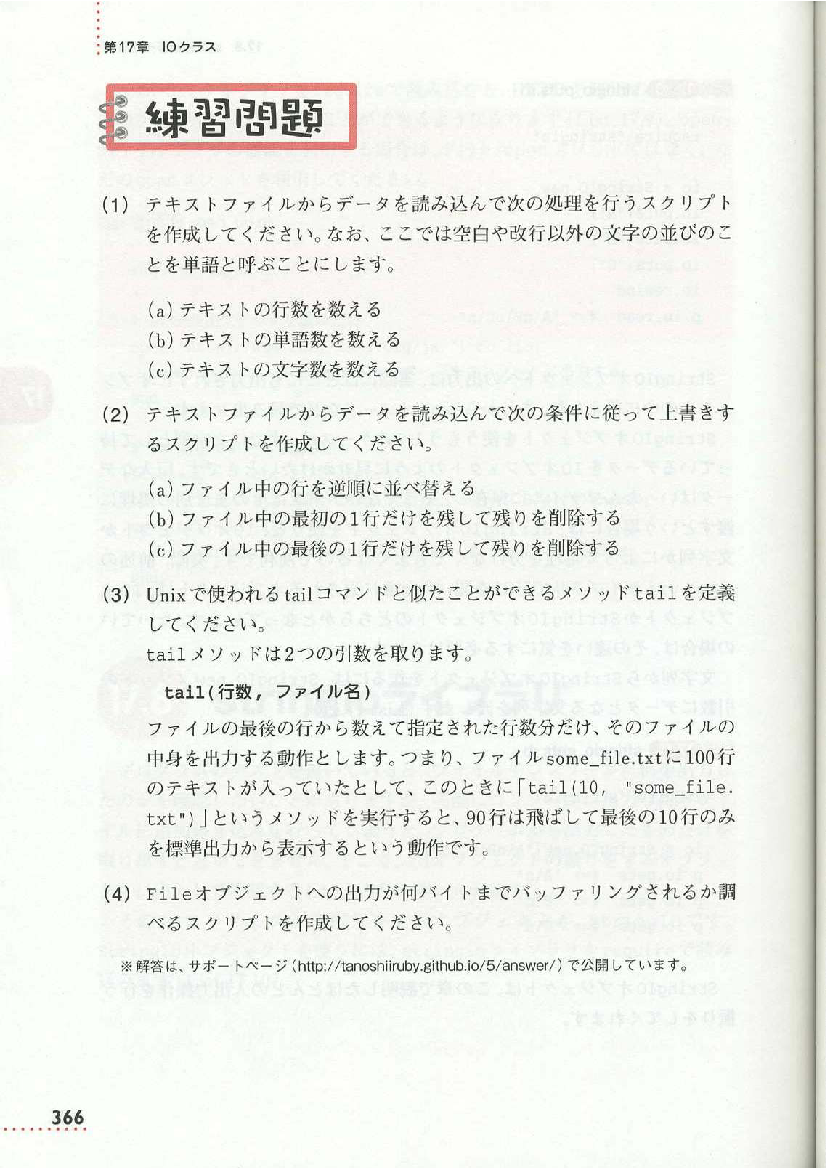 第17章 IOクラス
練習問題
(1) テキストファイルからデータを読み込んで次の処理を行うスクリプト
を作成してください。なお、ここでは空白や改行以外の文字の並びのこ
とを単語と呼ぶことにします。
(a) テキストの行数を数える
(b) テキストの単語数を数える
(c) テキストの文字数を数える
(2) テキストファイルからデータを読み込んで次の条件に従って上書きす
るスクリプトを作成してください。
(a) ファイル中の行を逆順に並べ替える
(b) ファイル中の最初の1行だけを残して残りを削除する
(c) ファイル中の最後の1行だけを残して残りを削除する
(3) Unixで使われるtailコマンドと似たことができるメソッドtailを定義
してください。
tailメソッドは2つの引数を取ります。
tail(行数, ファイル名)
ファイルの最後の行から数えて指定された行数分だけ、そのファイルの
中身を出力する動作とします。つまり、ファイルsome_file.txtに100行
のテキストが入っていたとして、このときに「tail(10, "some_file.
txt")」というメソッドを実行すると、90行は飛ばして最後の10行のみ
を標準出力から表示するという動作です。
(4) Fileオブジェクトへの出力が何バイトまでバッファリングされるか調
べるスクリプトを作成してください。
※解答は、サポートページ(http://tanoshiiruby.github.io/5/answer/)で公開しています。
366